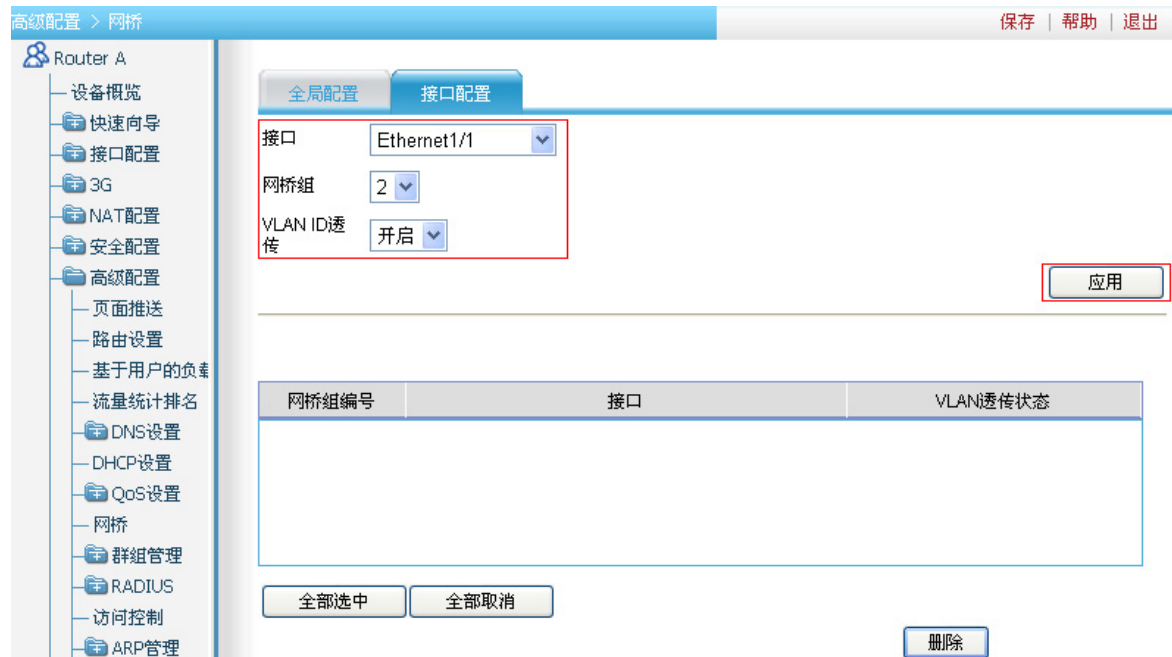 高级配置 > 网桥
保存 | 帮助 | 退出
Router A
设备概览
快速向导
接口配置
3G
NAT配置
安全配置
高级配置
页面推送
路由设置
基于用户的负载
流量统计排名
DNS设置
DHCP设置
QoS设置
网桥
群组管理
RADIUS
访问控制
ARP管理
全局配置
接口配置
接口
Ethernet1/1
网桥组
2
VLAN ID透
传
开启
应用
网桥组编号
接口
VLAN透传状态
全部选中
全部取消
删除